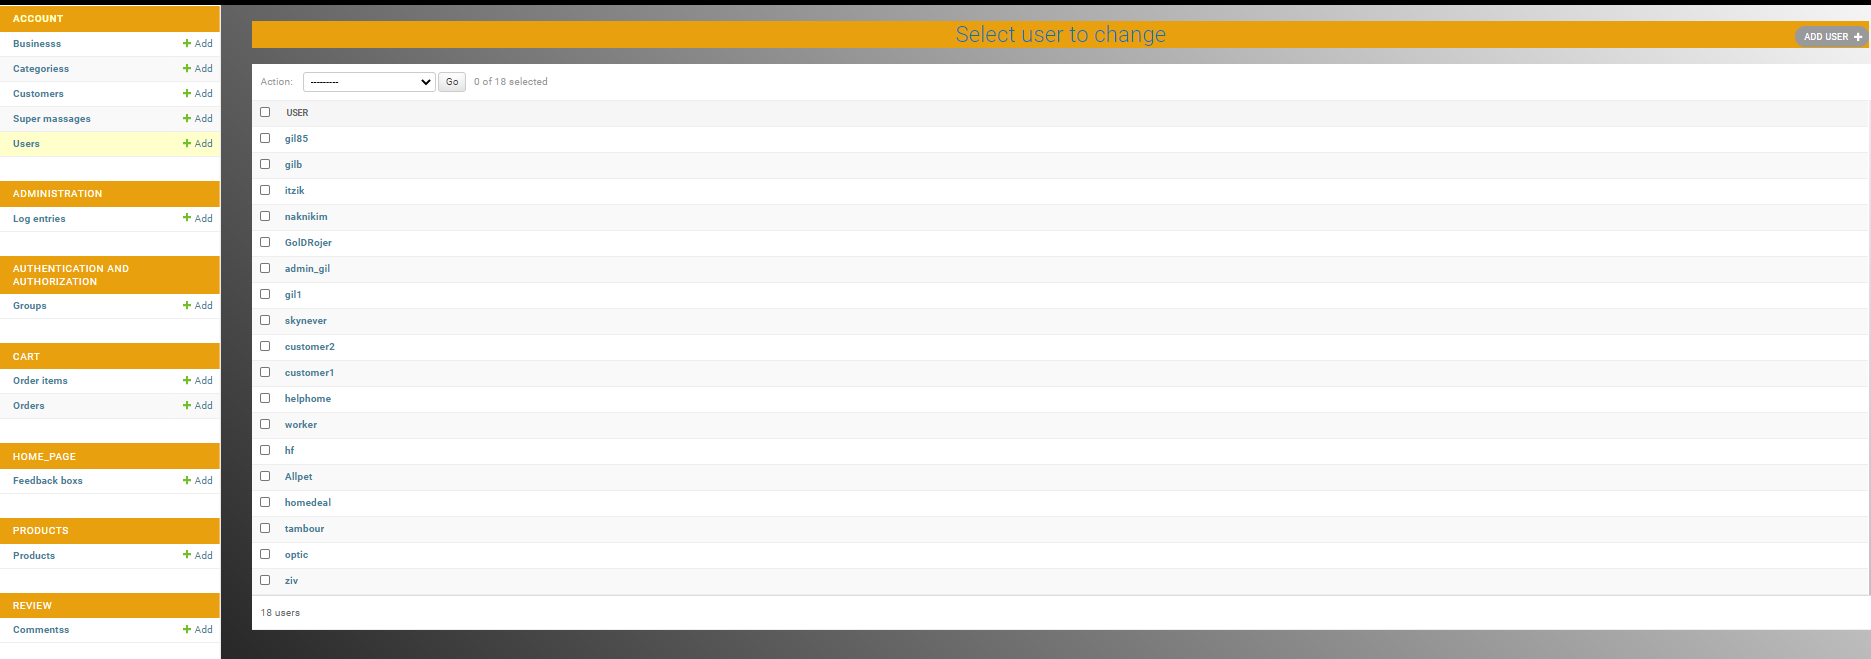 ACCOUNT
Businesss + Add
Categoriess + Add
Customers + Add
Super massages + Add
Users + Add
ADMINISTRATION
Log entries + Add
AUTHENTICATION AND
AUTHORIZATION
Groups + Add
CART
Order items + Add
Orders + Add
HOME_PAGE
Feedback boxs + Add
PRODUCTS
Products + Add
REVIEW
Commentss + Add
Select user to change
ADD USER +
Action: --------- Go 0 of 18 selected
USER
gil85
gilb
itzik
naknikim
GolDRojer
admin_gil
gil1
skynever
customer2
customer1
helphome
worker
hf
Allpet
homedeal
tambour
optic
ziv
18 users